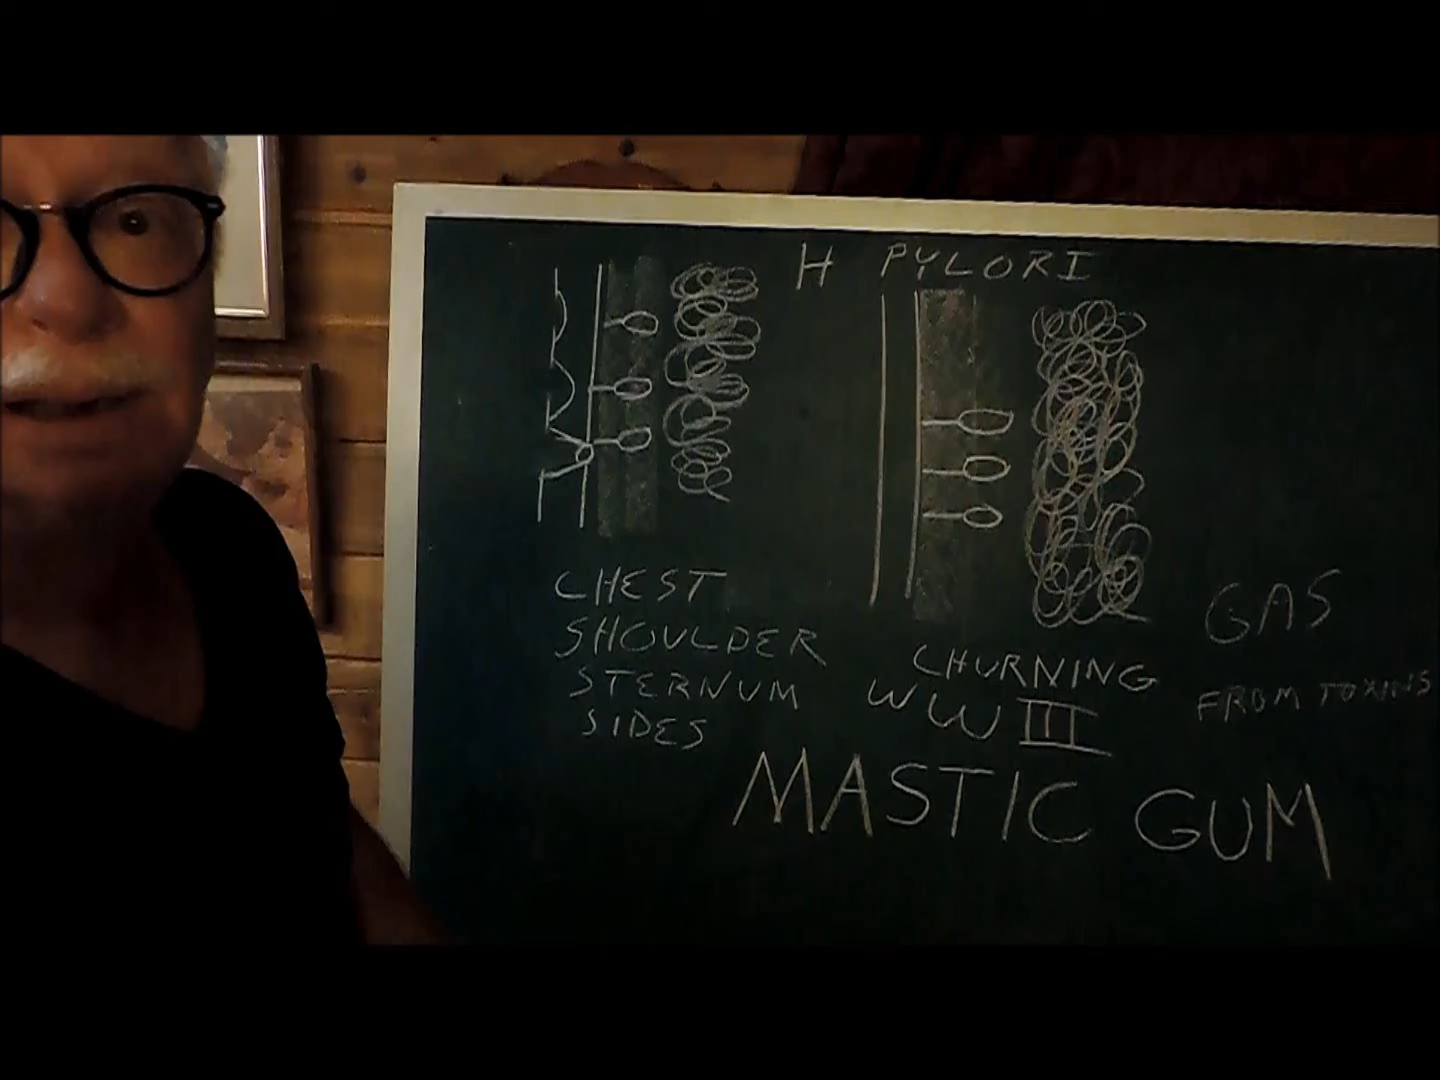 H PYLORI
CHEST
SHOULDER
STERNUM
SIDES
CHURNING
WW III
GAS
FROM TOXINS
MASTIC GUM